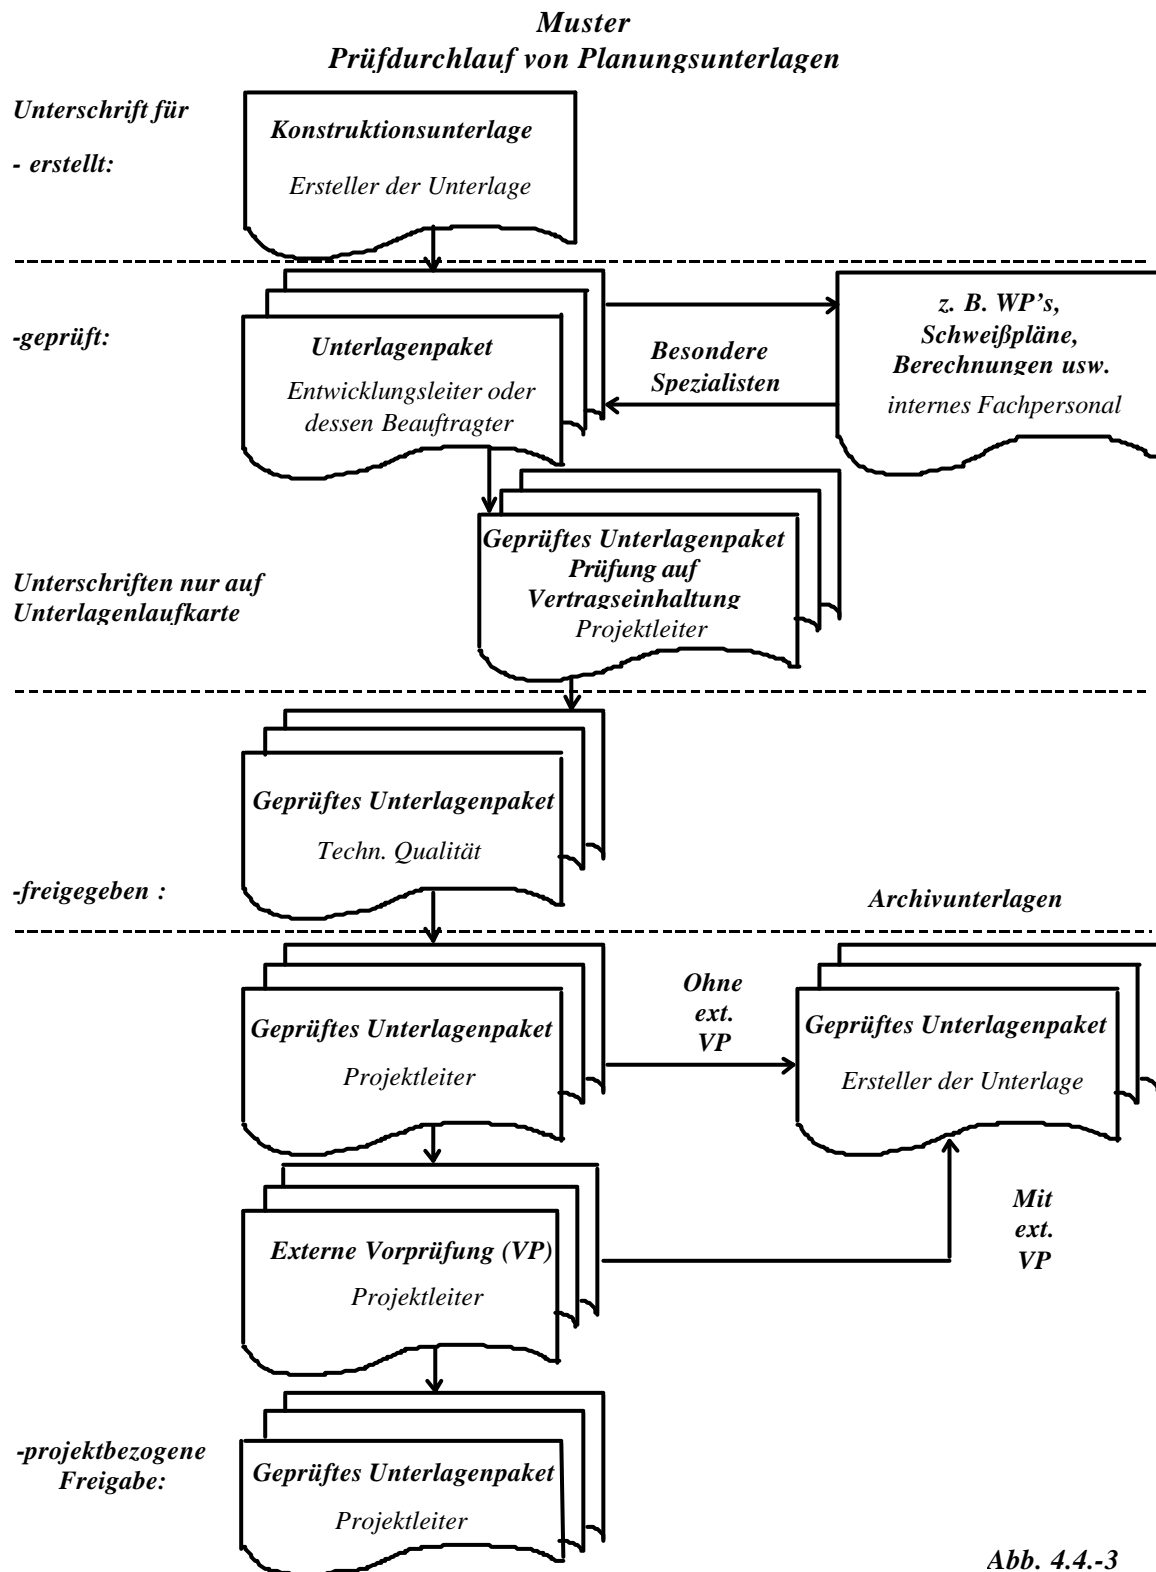 Muster
Prüfdurchlauf von Planungsunterlagen
Unterschrift für
- erstellt:
Konstruktionsunterlage
Ersteller der Unterlage
-geprüft:
Unterlagenpaket
Entwicklungsleiter oder
dessen Beauftragter
Besondere
Spezialisten
z. B. WP's,
Schweißpläne,
Berechnungen usw.
internes Fachpersonal
Unterschriften nur auf
Unterlagenlaufkarte
Geprüftes Unterlagenpaket
Prüfung auf
Vertragseinhaltung
Projektleiter
Geprüftes Unterlagenpaket
Techn. Qualität
-freigegeben :
Archivunterlagen
Geprüftes Unterlagenpaket
Projektleiter
Ohne
ext.
VP
Geprüftes Unterlagenpaket
Ersteller der Unterlage
Externe Vorprüfung (VP)
Projektleiter
Mit
ext.
VP
-projektbezogene
Freigabe:
Geprüftes Unterlagenpaket
Projektleiter
Abb. 4.4.-3